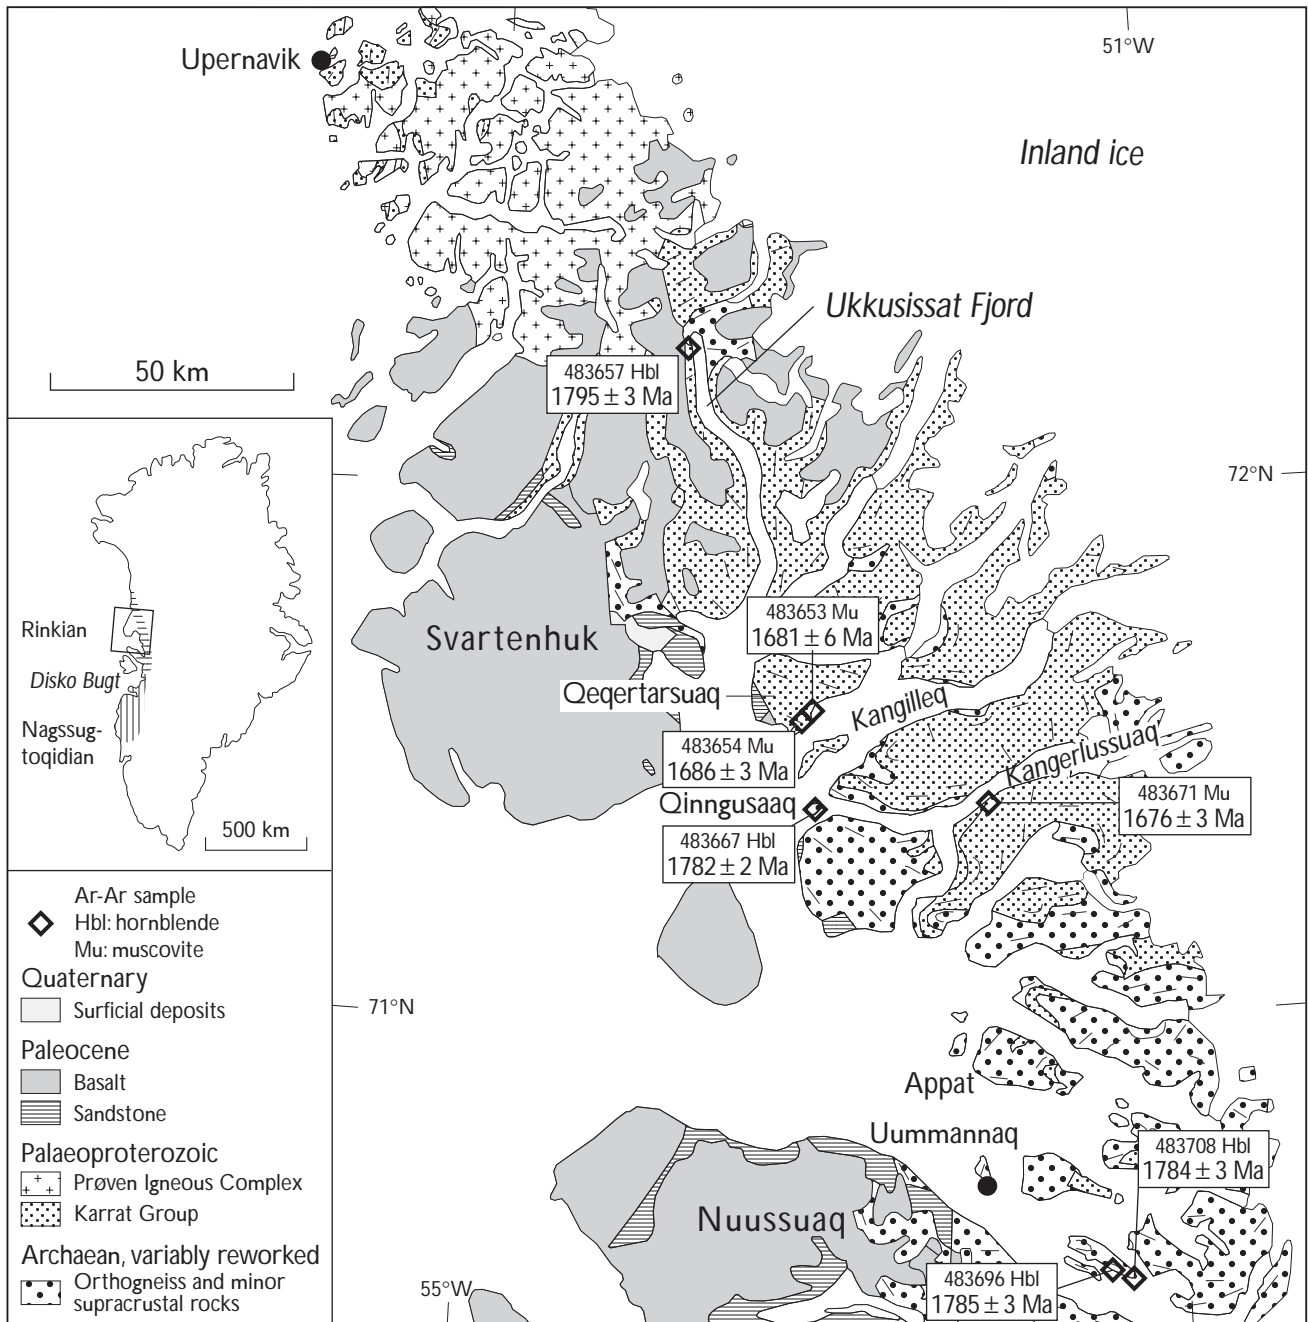 Upernavik
51°W
Inland ice
Ukkusissat Fjord
50 km
483657 Hbl
1795 ± 3 Ma
72°N
483653 Mu
1681 ± 6 Ma
Svartenhuk
Qeqertarsuaq
Kangilleq
Kangerlussuaq
483654 Mu
1686 ± 3 Ma
Qinngusaaq
483671 Mu
1676 ± 3 Ma
483667 Hbl
1782 ± 2 Ma
Rinkian
Disko Bugt
Nagssug-
toqidian
500 km
Ar-Ar sample
Hbl: hornblende
Mu: muscovite
Quaternary
Surficial deposits
Paleocene
Basalt
Sandstone
Palaeoproterozoic
Prøven Igneous Complex
Karrat Group
Archaean, variably reworked
Orthogneiss and minor
supracrustal rocks
71°N
Appat
Uummannaq
483708 Hbl
1784 ± 3 Ma
Nuussuaq
483696 Hbl
1785 ± 3 Ma
55°W